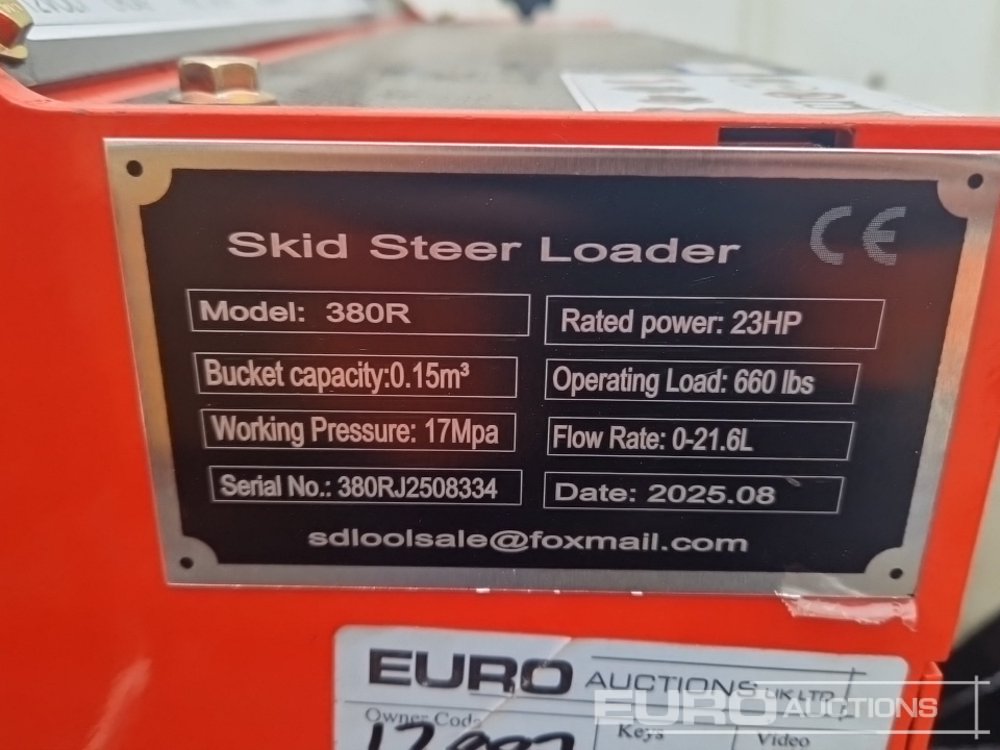 Skid Steer Loader
CE
Model: 380R
Rated power: 23HP
Bucket capacity:0.15m³
Operating Load: 660 lbs
Working Pressure: 17Mpa
Flow Rate: 0-21.6L
Serial No.: 380RJ2508334
Date: 2025.08
sdloolsale@foxmail.com
EURO AUCTIONS UK LTD
Owner Code
Keys
Video
EURO AUCTIONS